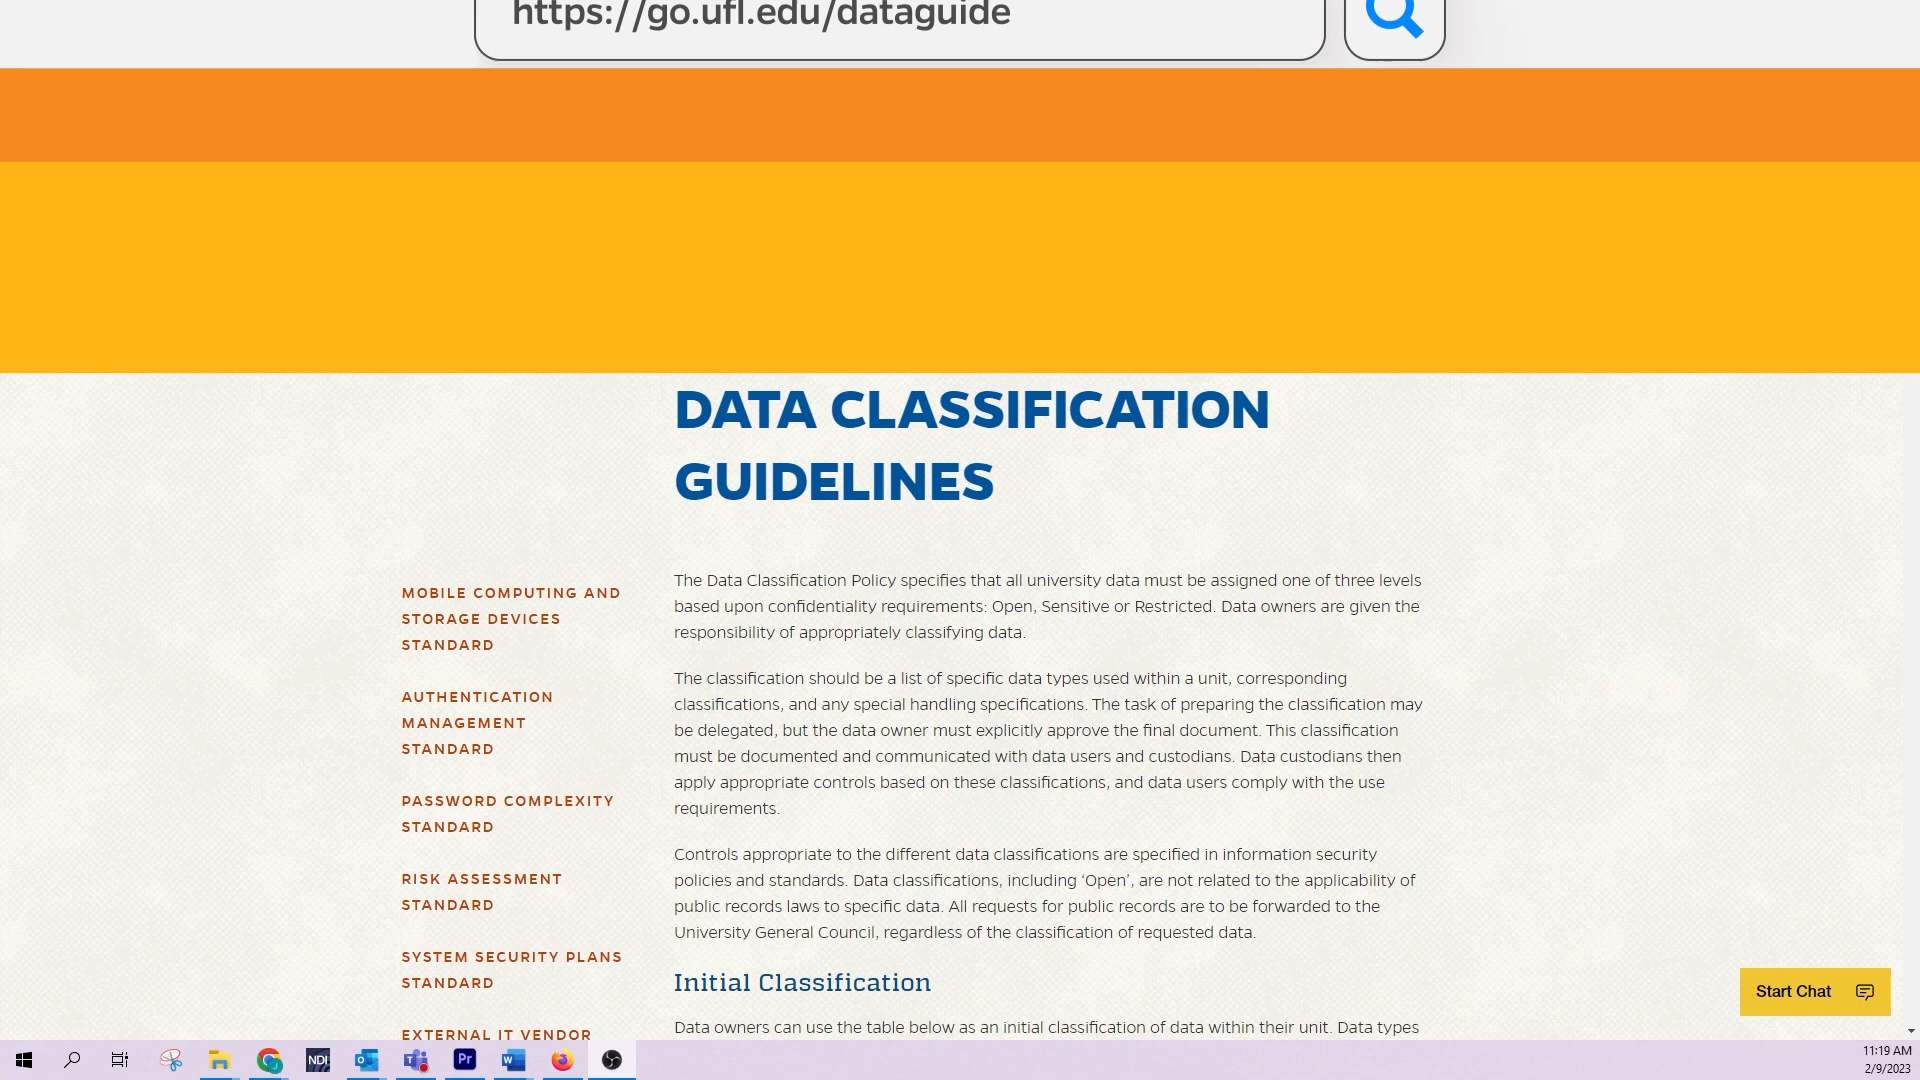 https://go.ufl.edu/dataguide
DATA CLASSIFICATION
GUIDELINES
MOBILE COMPUTING AND
STORAGE DEVICES
STANDARD
AUTHENTICATION
MANAGEMENT
STANDARD
PASSWORD COMPLEXITY
STANDARD
RISK ASSESSMENT
STANDARD
SYSTEM SECURITY PLANS
STANDARD
EXTERNAL IT VENDOR
The Data Classification Policy specifies that all university data must be assigned one of three levels
based upon confidentiality requirements: Open, Sensitive or Restricted. Data owners are given the
responsibility of appropriately classifying data.
The classification should be a list of specific data types used within a unit, corresponding
classifications, and any special handling specifications. The task of preparing the classification may
be delegated, but the data owner must explicitly approve the final document. This classification
must be documented and communicated with data users and custodians. Data custodians then
apply appropriate controls based on these classifications, and data users comply with the use
requirements.
Controls appropriate to the different data classifications are specified in information security
policies and standards. Data classifications, including ‘Open’, are not related to the applicability of
public records laws to specific data. All requests for public records are to be forwarded to the
University General Council, regardless of the classification of requested data.
Initial Classification
Data owners can use the table below as an initial classification of data within their unit. Data types
Start Chat
NDI
Pr
11:19 AM
2/9/2023